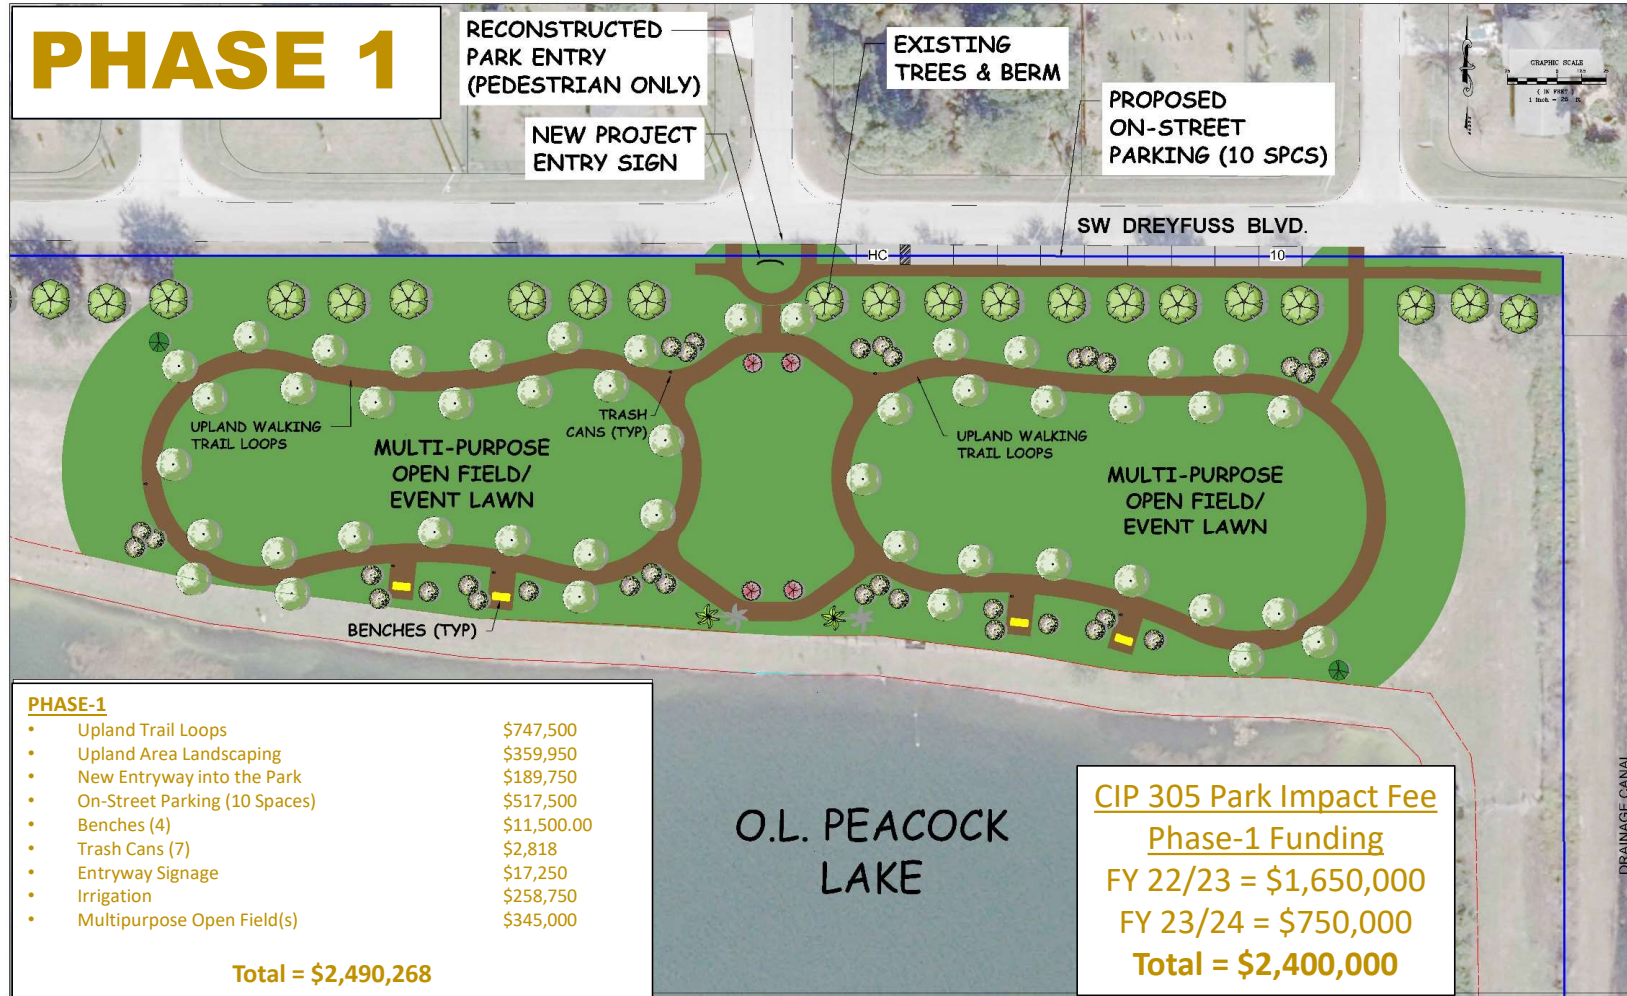 PHASE 1
RECONSTRUCTED
PARK ENTRY
(PEDESTRIAN ONLY)
NEW PROJECT
ENTRY SIGN
EXISTING
TREES & BERM
PROPOSED
ON-STREET
PARKING (10 SPCS)
GRAPHIC SCALE
( IN FEET )
1 inch = 25 ft.
SW DREYFUSS BLVD.
HC
10
UPLAND WALKING
TRAIL LOOPS
TRASH
CANS (TYP)
MULTI-PURPOSE
OPEN FIELD/
EVENT LAWN
UPLAND WALKING
TRAIL LOOPS
MULTI-PURPOSE
OPEN FIELD/
EVENT LAWN
BENCHES (TYP)
PHASE-1
• Upland Trail Loops $747,500
• Upland Area Landscaping $359,950
• New Entryway into the Park $189,750
• On-Street Parking (10 Spaces) $517,500
• Benches (4) $11,500.00
• Trash Cans (7) $2,818
• Entryway Signage $17,250
• Irrigation $258,750
• Multipurpose Open Field(s) $345,000
Total = $2,490,268
O.L. PEACOCK
LAKE
CIP 305 Park Impact Fee
Phase-1 Funding
FY 22/23 = $1,650,000
FY 23/24 = $750,000
Total = $2,400,000
DRAINAGE CANAL